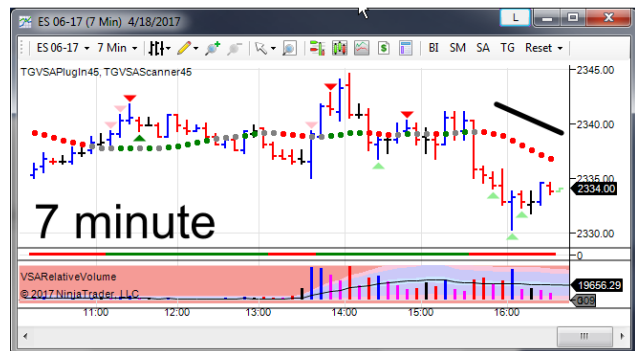 ES 06-17 (7 Min) 4/18/2017
L
ES 06-17 7 Min $ BI SM SA TG Reset
TGVSAPlugIn45, TGVSAScanner45
2345.00
2340.00
2335.00
2334.00
2330.00
7 minute
0
VSARelativeVolume
19656.29
© 2017 NinjaTrader, LLC
309
11:00 12:00 13:00 14:00 15:00 16:00